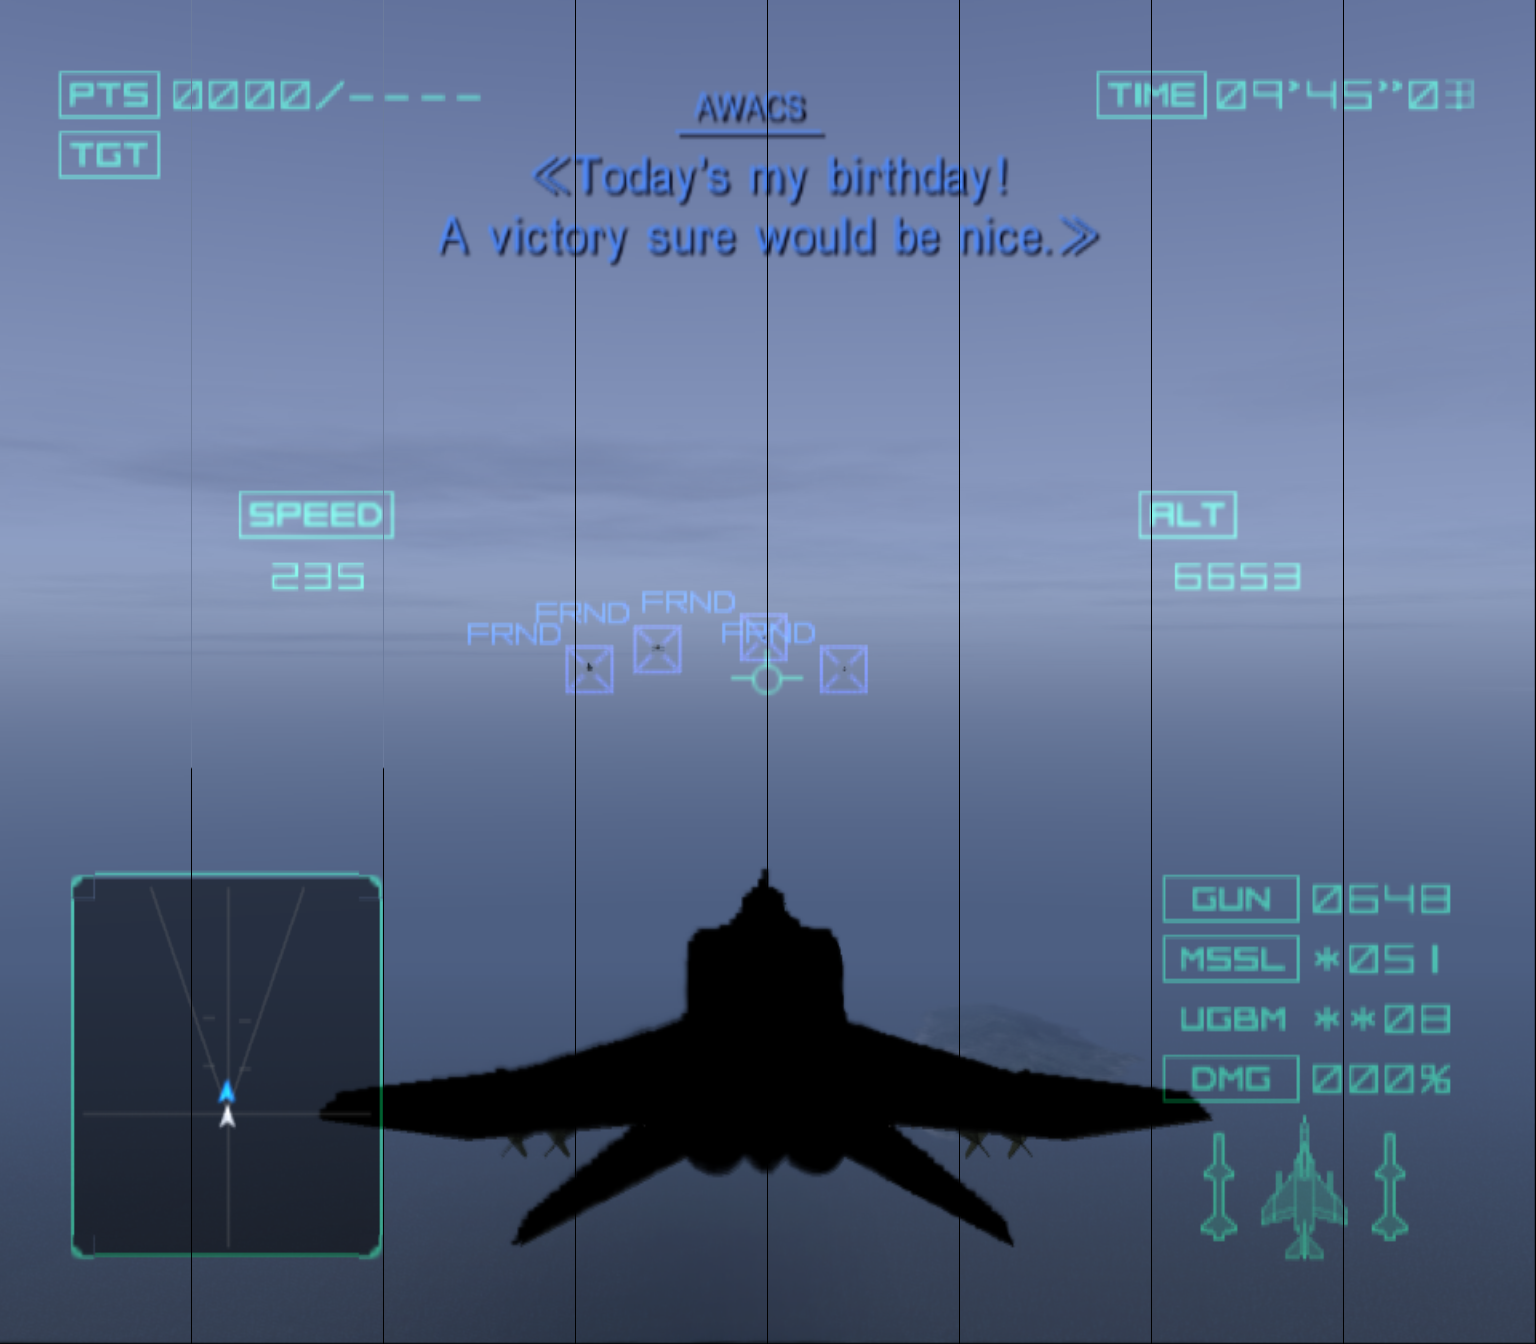 PTS 0000/----
TIME 09'45"03
TGT
AWACS
≪Today's my birthday!
A victory sure would be nice.≫
SPEED
235
ALT
6653
FRND
FRND
FRND
FRND
GUN 0648
MSSL *051
UGBM **08
DMG 000%